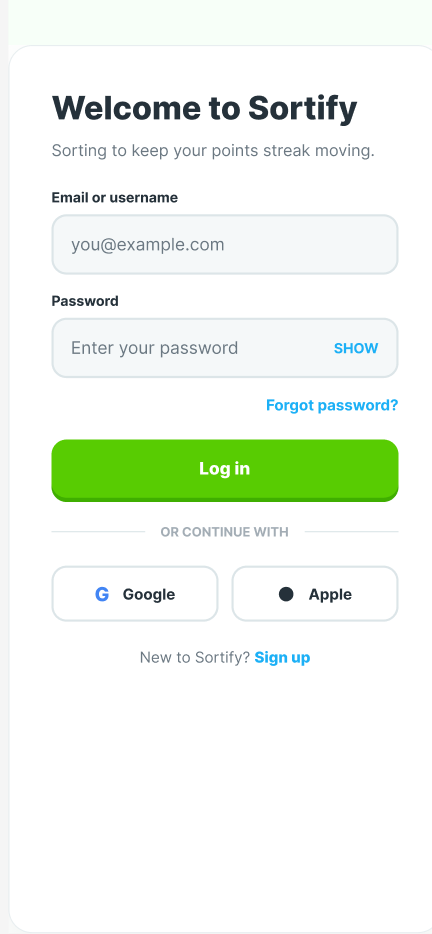 Welcome to Sortify
Sorting to keep your points streak moving.
Email or username
you@example.com
Password
Enter your password SHOW
Forgot password?
Log in
OR CONTINUE WITH
G Google Apple
New to Sortify? Sign up